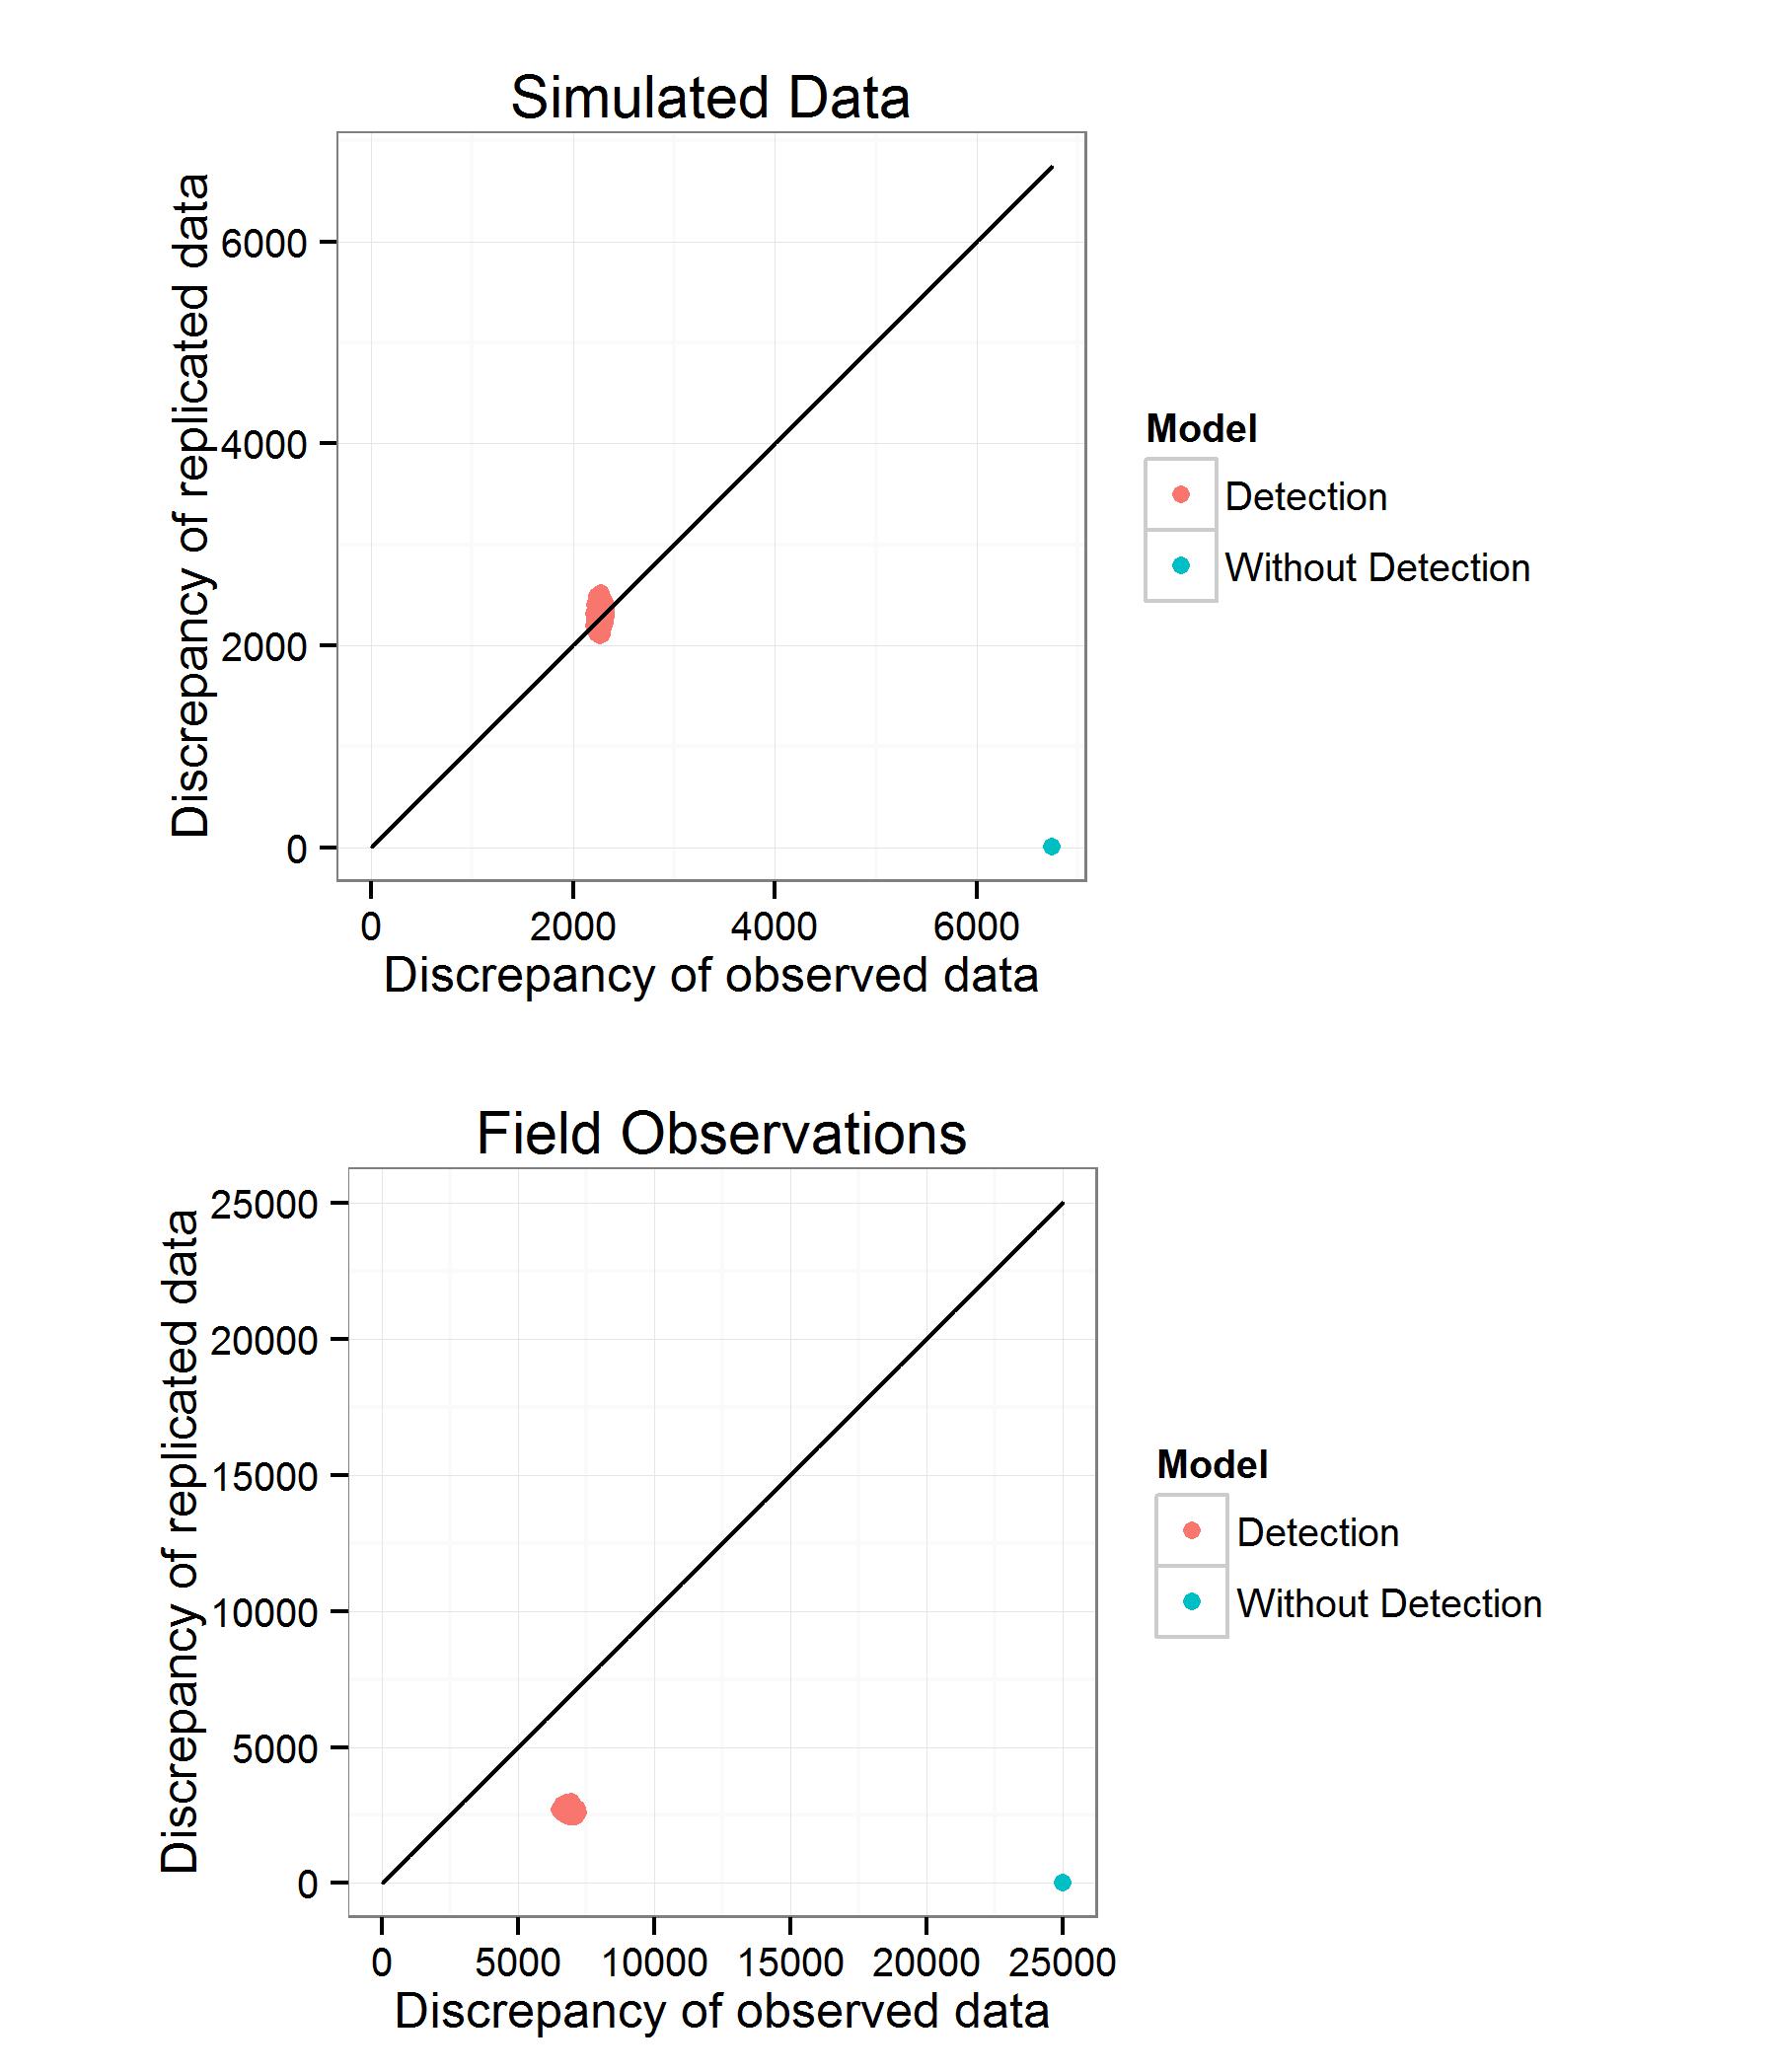 Simulated Data
Discrepancy of replicated data
6000
4000
2000
0
0 2000 4000 6000
Discrepancy of observed data
Model
Detection
Without Detection
Field Observations
Discrepancy of replicated data
25000
20000
15000
10000
5000
0
0 5000 10000 15000 20000 25000
Discrepancy of observed data
Model
Detection
Without Detection